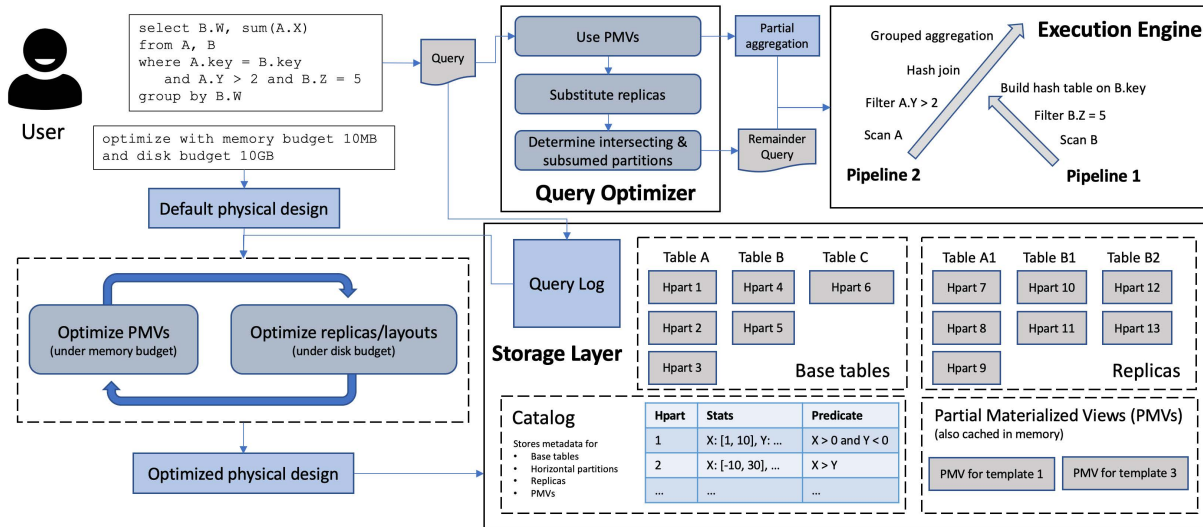 select B.W, sum(A.X)
from A, B
where A.key = B.key
and A.Y > 2 and B.Z = 5
group by B.W
User
optimize with memory budget 10MB
and disk budget 10GB
Default physical design
Optimize PMVs
(under memory budget)
Optimize replicas/layouts
(under disk budget)
Optimized physical design
Query
Use PMVs
Substitute replicas
Determine intersecting &
subsumed partitions
Query Optimizer
Partial
aggregation
Remainder
Query
Execution Engine
Grouped aggregation
Hash join
Filter A.Y > 2
Scan A
Pipeline 2
Build hash table on B.key
Filter B.Z = 5
Scan B
Pipeline 1
Query Log
Storage Layer
Table A
Table B
Table C
Hpart 1
Hpart 4
Hpart 6
Hpart 2
Hpart 5
Hpart 3
Base tables
Table A1
Table B1
Table B2
Hpart 7
Hpart 10
Hpart 12
Hpart 8
Hpart 11
Hpart 13
Hpart 9
Replicas
Catalog
Stores metadata for
• Base tables
• Horizontal partitions
• Replicas
• PMVs
Hpart Stats Predicate
1 X: [1, 10], Y: ... X > 0 and Y < 0
2 X: [-10, 30], ... X > Y
... ... ...
Partial Materialized Views (PMVs)
(also cached in memory)
PMV for template 1
PMV for template 3